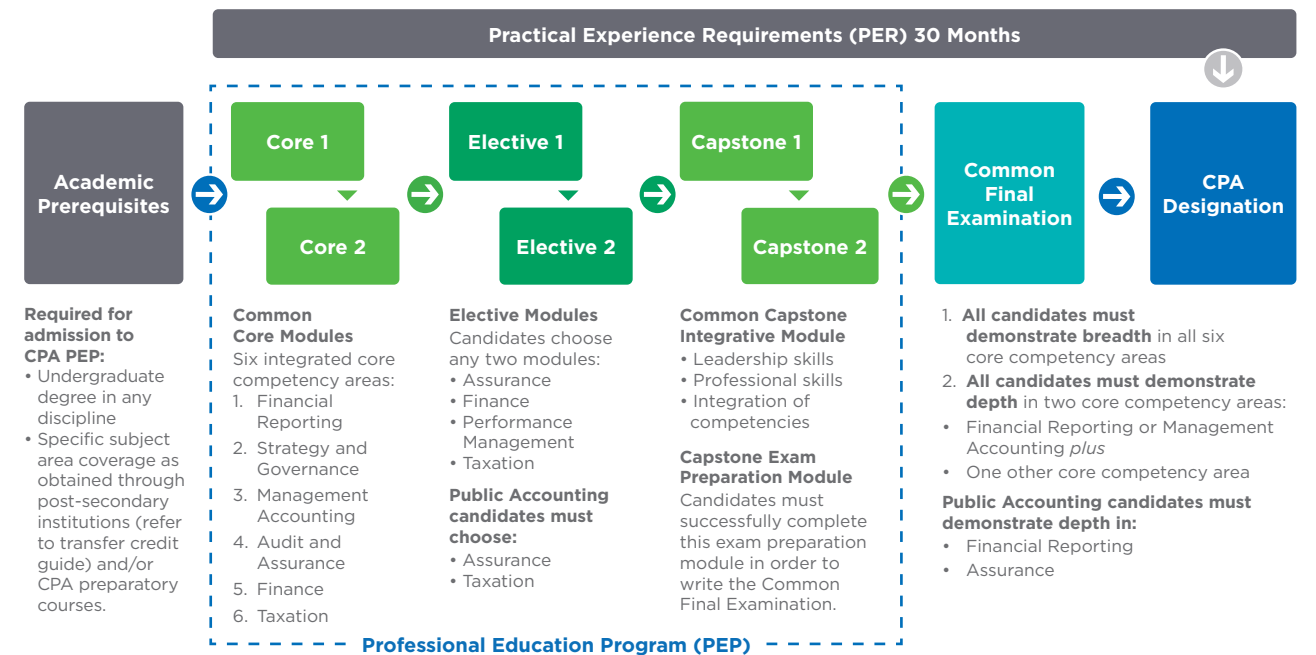 Practical Experience Requirements (PER) 30 Months
Academic
Prerequisites
Core 1
Core 2
Elective 1
Elective 2
Capstone 1
Capstone 2
Common
Final
Examination
CPA
Designation
Required for
admission to
CPA PEP:
• Undergraduate
degree in any
discipline
• Specific subject
area coverage as
obtained through
post-secondary
institutions (refer
to transfer credit
guide) and/or
CPA preparatory
courses.
Common
Core Modules
Six integrated core
competency areas:
1. Financial
Reporting
2. Strategy and
Governance
3. Management
Accounting
4. Audit and
Assurance
5. Finance
6. Taxation
Elective Modules
Candidates choose
any two modules:
• Assurance
• Finance
• Performance
Management
• Taxation
Public Accounting
candidates must
choose:
• Assurance
• Taxation
Common Capstone
Integrative Module
• Leadership skills
• Professional skills
• Integration of
competencies
Capstone Exam
Preparation Module
Candidates must
successfully complete
this exam preparation
module in order to
write the Common
Final Examination.
1. All candidates must
demonstrate breadth in all six
core competency areas
2. All candidates must demonstrate
depth in two core competency areas:
• Financial Reporting or Management
Accounting plus
• One other core competency area
Public Accounting candidates must
demonstrate depth in:
• Financial Reporting
• Assurance
Professional Education Program (PEP)